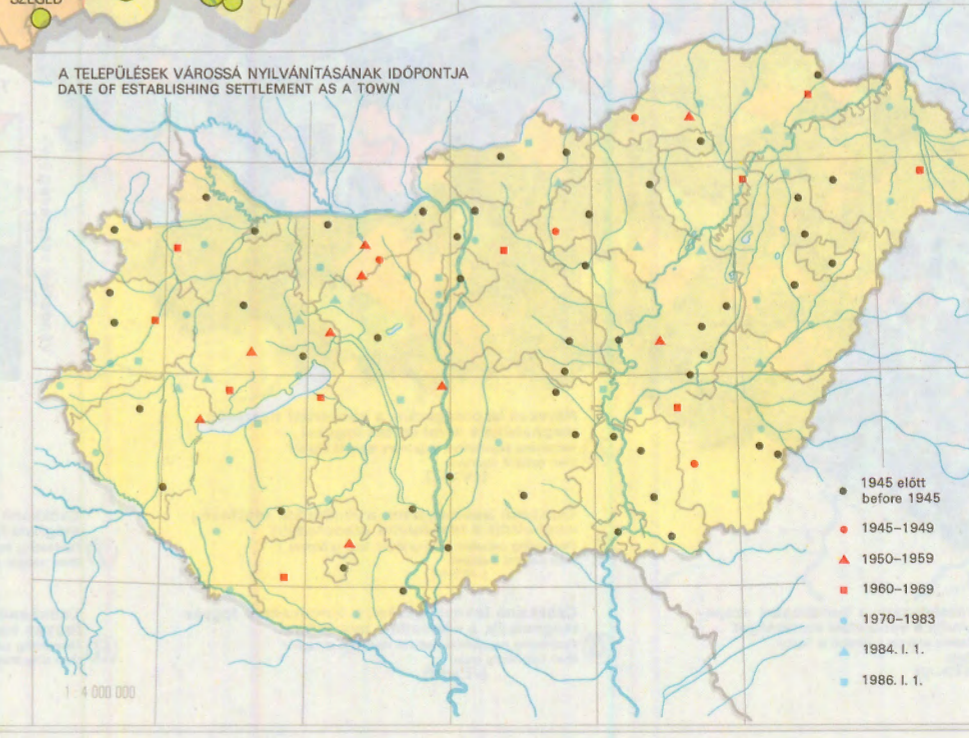 SZEGED
A TELEPÜLÉSEK VÁROSSÁ NYILVÁNÍTÁSÁNAK IDŐPONTJA
DATE OF ESTABLISHING SETTLEMENT AS A TOWN
1945 előtt
before 1945
1945–1949
1950–1959
1960–1969
1970–1983
1984. I. 1.
1986. I. 1.
1 : 4 000 000